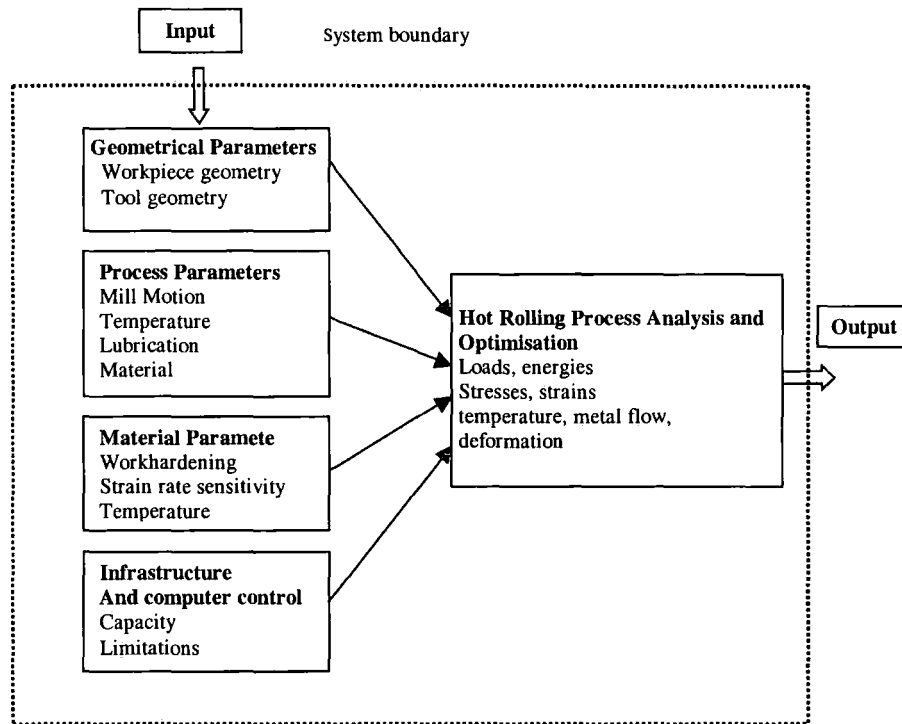 Input
System boundary
Geometrical Parameters
Workpiece geometry
Tool geometry
Process Parameters
Mill Motion
Temperature
Lubrication
Material
Material Paramete
Workhardening
Strain rate sensitivity
Temperature
Infrastructure
And computer control
Capacity
Limitations
Hot Rolling Process Analysis and
Optimisation
Loads, energies
Stresses, strains
temperature, metal flow,
deformation
Output